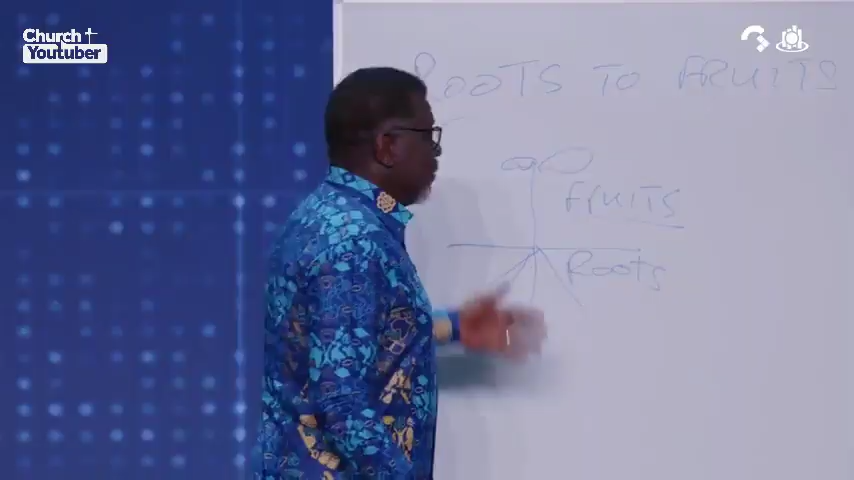 Church
Youtuber
ROOTS TO FRUITS
FRUITS
Roots